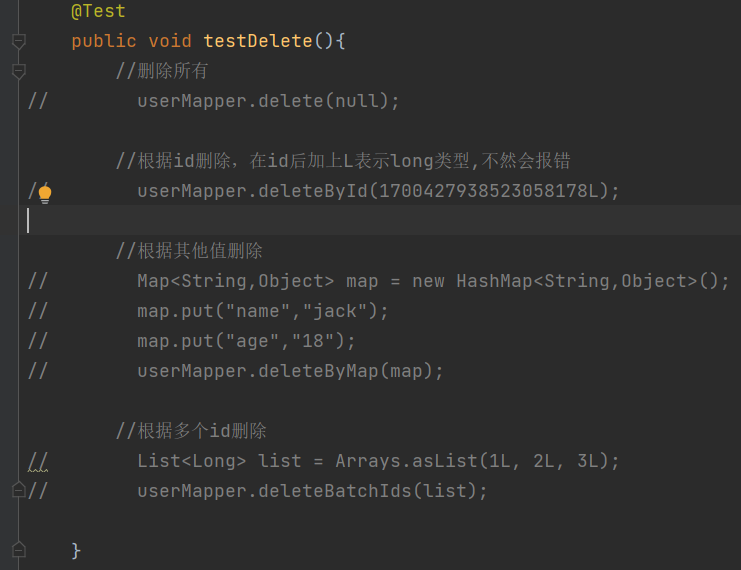 @Test
public void testDelete(){
//删除所有
// userMapper.delete(null);
//根据id删除，在id后加上L表示long类型,不然会报错
// userMapper.deleteById(1700427938523058178L);
//根据其他值删除
// Map<String,Object> map = new HashMap<String,Object>();
// map.put("name","jack");
// map.put("age","18");
// userMapper.deleteByMap(map);
//根据多个id删除
// List<Long> list = Arrays.asList(1L, 2L, 3L);
// userMapper.deleteBatchIds(list);
}